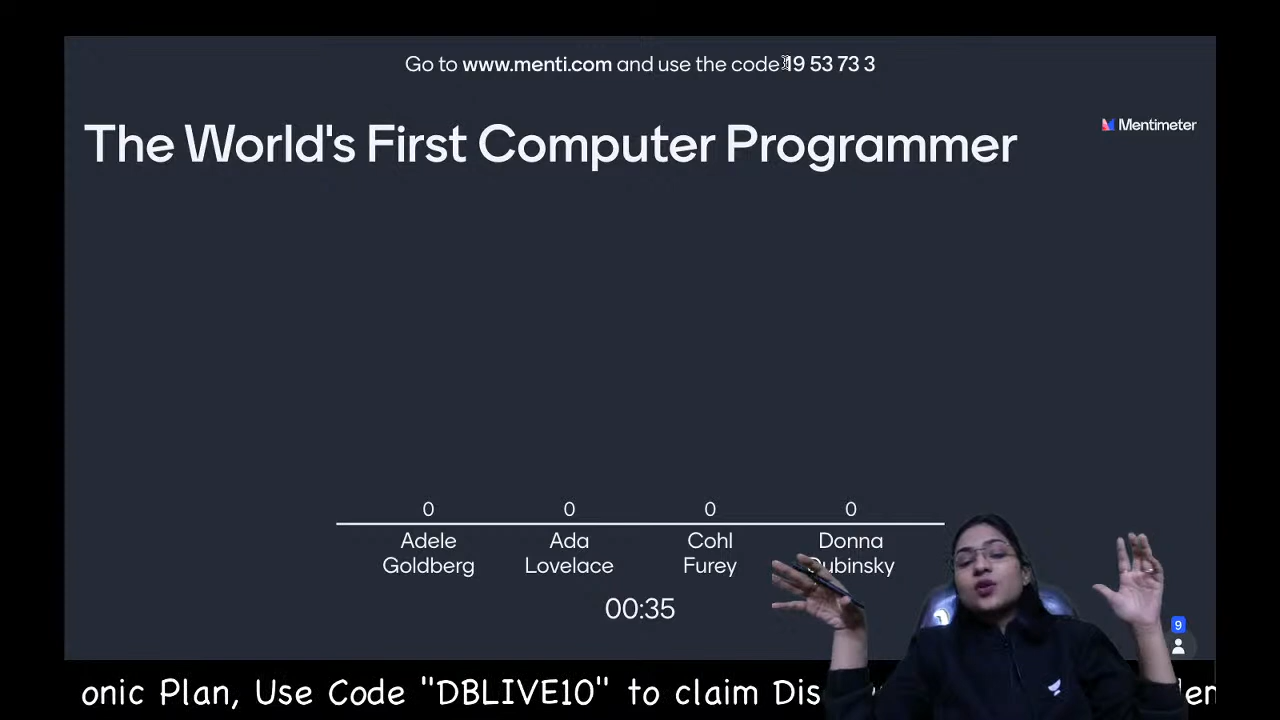 Go to www.menti.com and use the code 19 53 73 3
Mentimeter
The World's First Computer Programmer
0 0 0 0
Adele Ada Cohl Donna
Goldberg Lovelace Furey Dubinsky
00:35
9
onic Plan, Use Code "DBLIVE10" to claim Dis